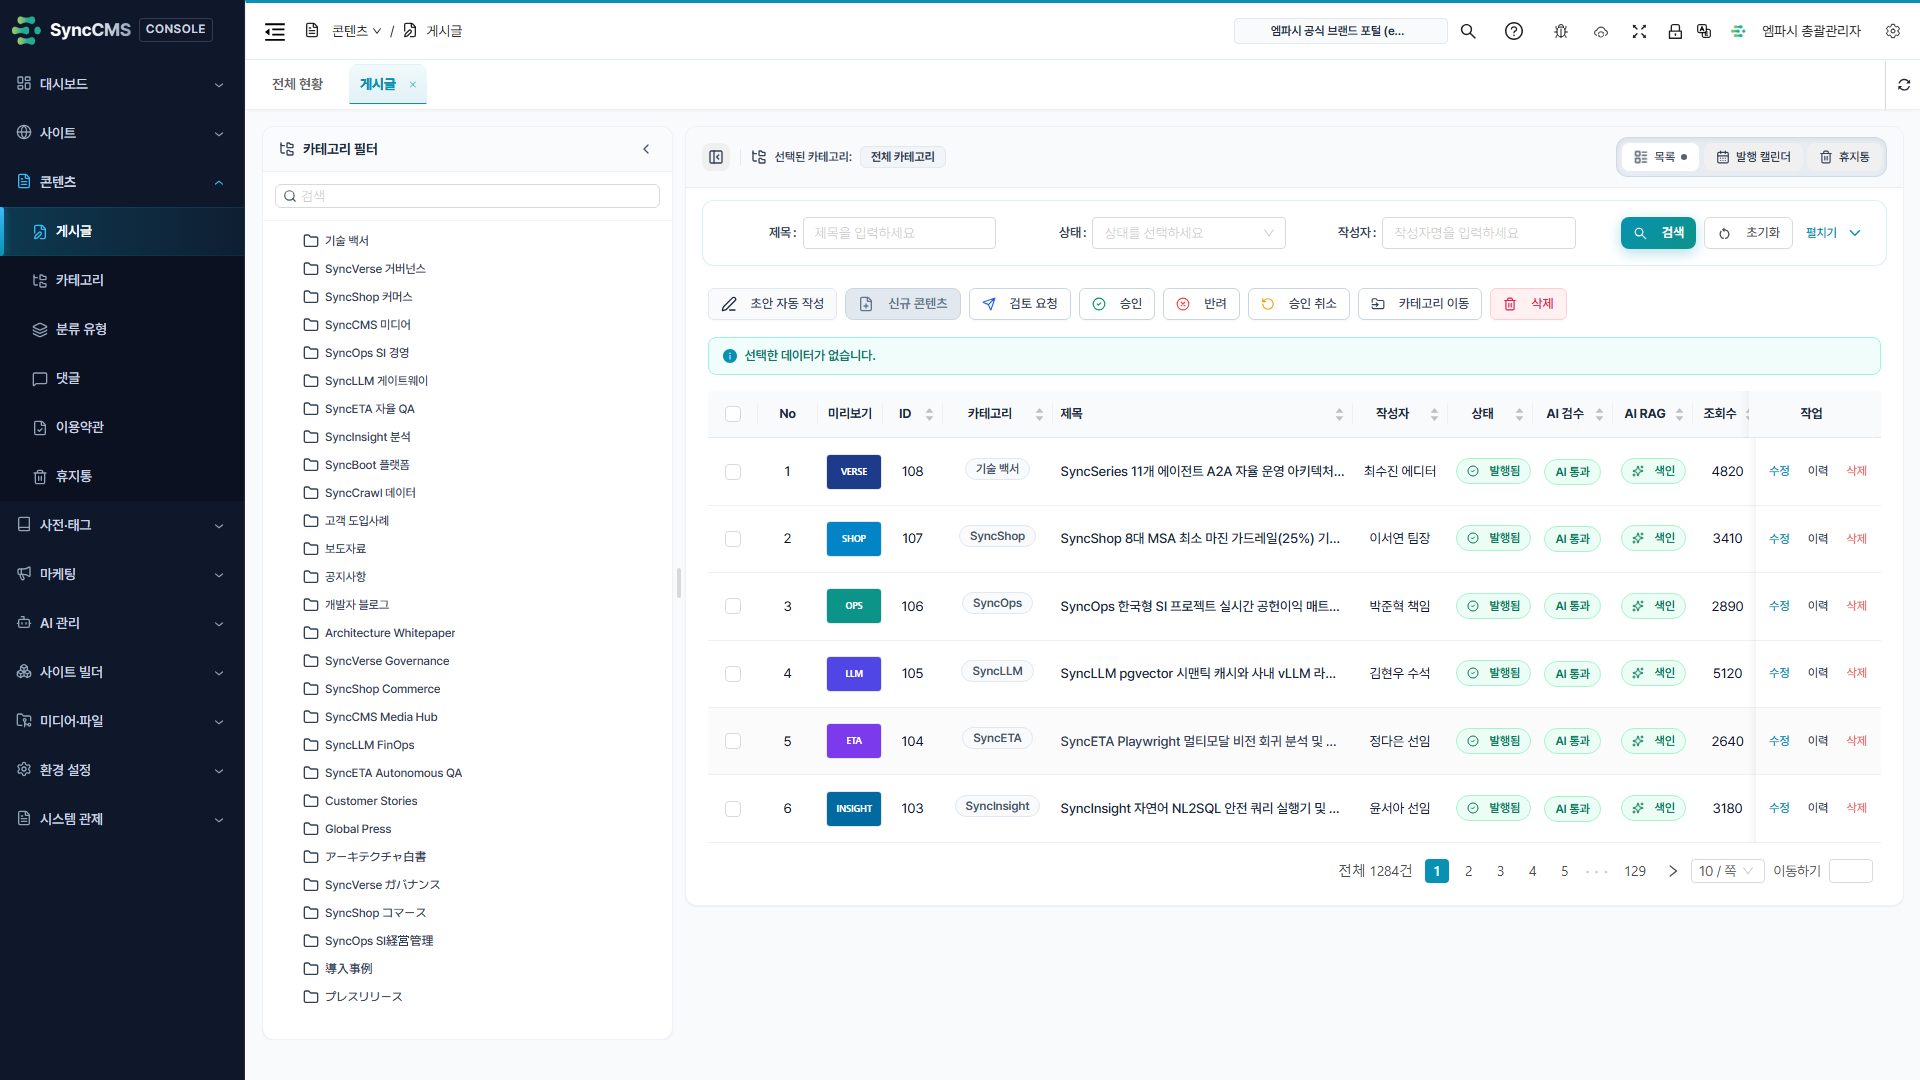 SyncCMS CONSOLE
콘텐츠 / 게시글
엠파시 공식 브랜드 포털 (e...
엠파시 총괄관리자
전체 현황
게시글 ×
대시보드
사이트
콘텐츠
게시글
카테고리
분류 유형
댓글
이용약관
휴지통
사전·태그
마케팅
AI 관리
사이트 빌더
미디어·파일
환경 설정
시스템 관제
카테고리 필터
검색
기술 백서
SyncVerse 거버넌스
SyncShop 커머스
SyncCMS 미디어
SyncOps SI 경영
SyncLLM 게이트웨이
SyncETA 자율 QA
SyncInsight 분석
SyncBoot 플랫폼
SyncCrawl 데이터
고객 도입사례
보도자료
공지사항
개발자 블로그
Architecture Whitepaper
SyncVerse Governance
SyncShop Commerce
SyncCMS Media Hub
SyncLLM FinOps
SyncETA Autonomous QA
Customer Stories
Global Press
アーキテクチャ白書
SyncVerse ガバナンス
SyncShop コマース
SyncOps SI経営管理
導入事例
プレスリリース
선택된 카테고리: 전체 카테고리
목록 발행 캘린더 휴지통
제목 : 제목을 입력하세요
상태 : 상태를 선택하세요
작성자 : 작성자명을 입력하세요
검색 초기화 펼치기
초안 자동 작성 신규 콘텐츠 검토 요청 승인 반려 승인 취소 카테고리 이동 삭제
선택한 데이터가 없습니다.
No 미리보기 ID 카테고리 제목 작성자 상태 AI 검수 AI RAG 조회수 작업
1 VERSE 108 기술 백서 SyncSeries 11개 에이전트 A2A 자율 운영 아키텍처... 최수진 에디터 발행됨 AI 통과 색인 4820 수정 이력 삭제
2 SHOP 107 SyncShop SyncShop 8대 MSA 최소 마진 가드레일(25%) 기... 이서연 팀장 발행됨 AI 통과 색인 3410 수정 이력 삭제
3 OPS 106 SyncOps SyncOps 한국형 SI 프로젝트 실시간 공헌이익 매트... 박준혁 책임 발행됨 AI 통과 색인 2890 수정 이력 삭제
4 LLM 105 SyncLLM SyncLLM pgvector 시맨틱 캐시와 사내 vLLM 라... 김현우 수석 발행됨 AI 통과 색인 5120 수정 이력 삭제
5 ETA 104 SyncETA SyncETA Playwright 멀티모달 비전 회귀 분석 및 ... 정다은 선임 발행됨 AI 통과 색인 2640 수정 이력 삭제
6 INSIGHT 103 SyncInsight SyncInsight 자연어 NL2SQL 안전 쿼리 실행기 및 ... 윤서아 선임 발행됨 AI 통과 색인 3180 수정 이력 삭제
전체 1284건 1 2 3 4 5 ··· 129 10 / 쪽 이동하기